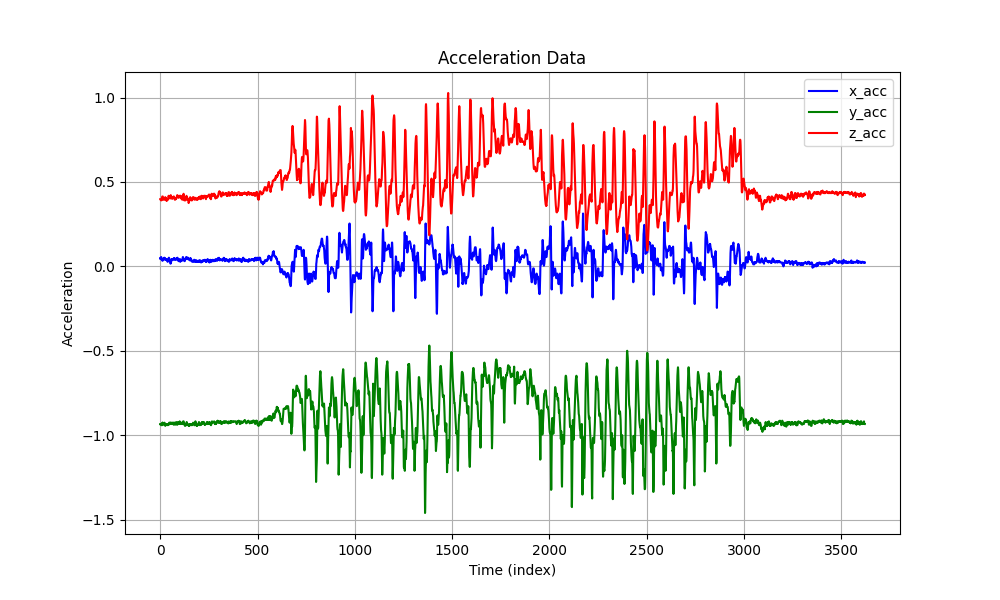 Acceleration Data
x_acc
y_acc
z_acc
1.0
0.5
0.0
−0.5
−1.0
−1.5
Acceleration
0 500 1000 1500 2000 2500 3000 3500
Time (index)